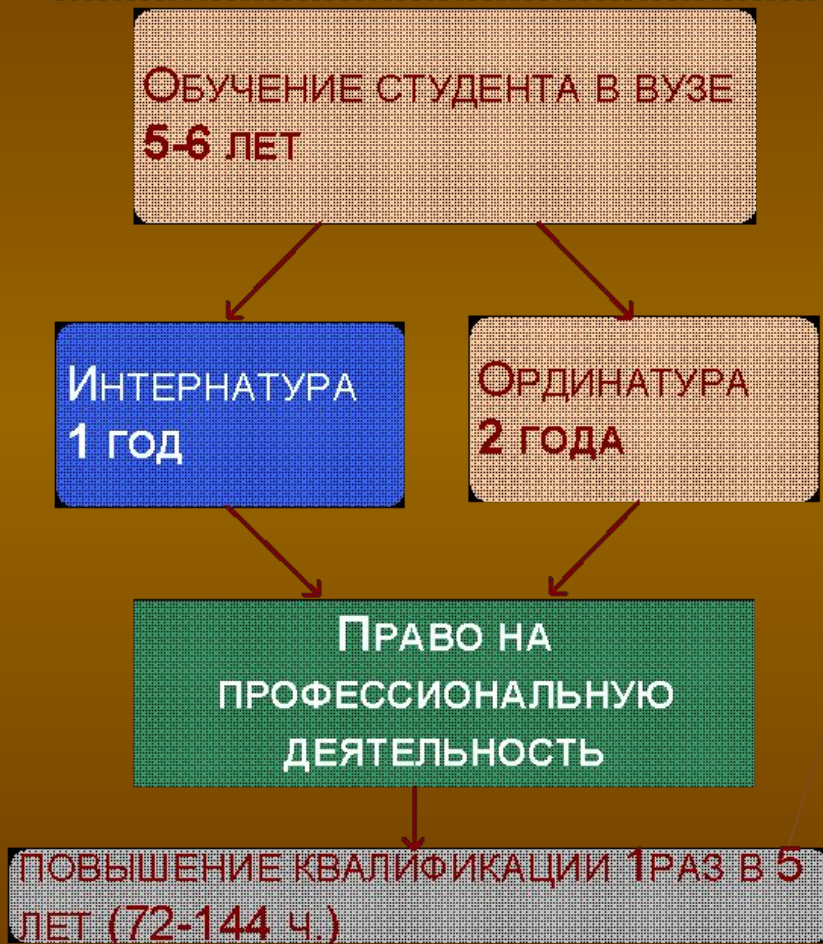 Обучение студента в вузе
5-6 лет
Интернатура
1 год
Ординатура
2 года
Право на
профессиональную
деятельность
повышение квалификации 1раз в 5
лет (72-144 ч.)